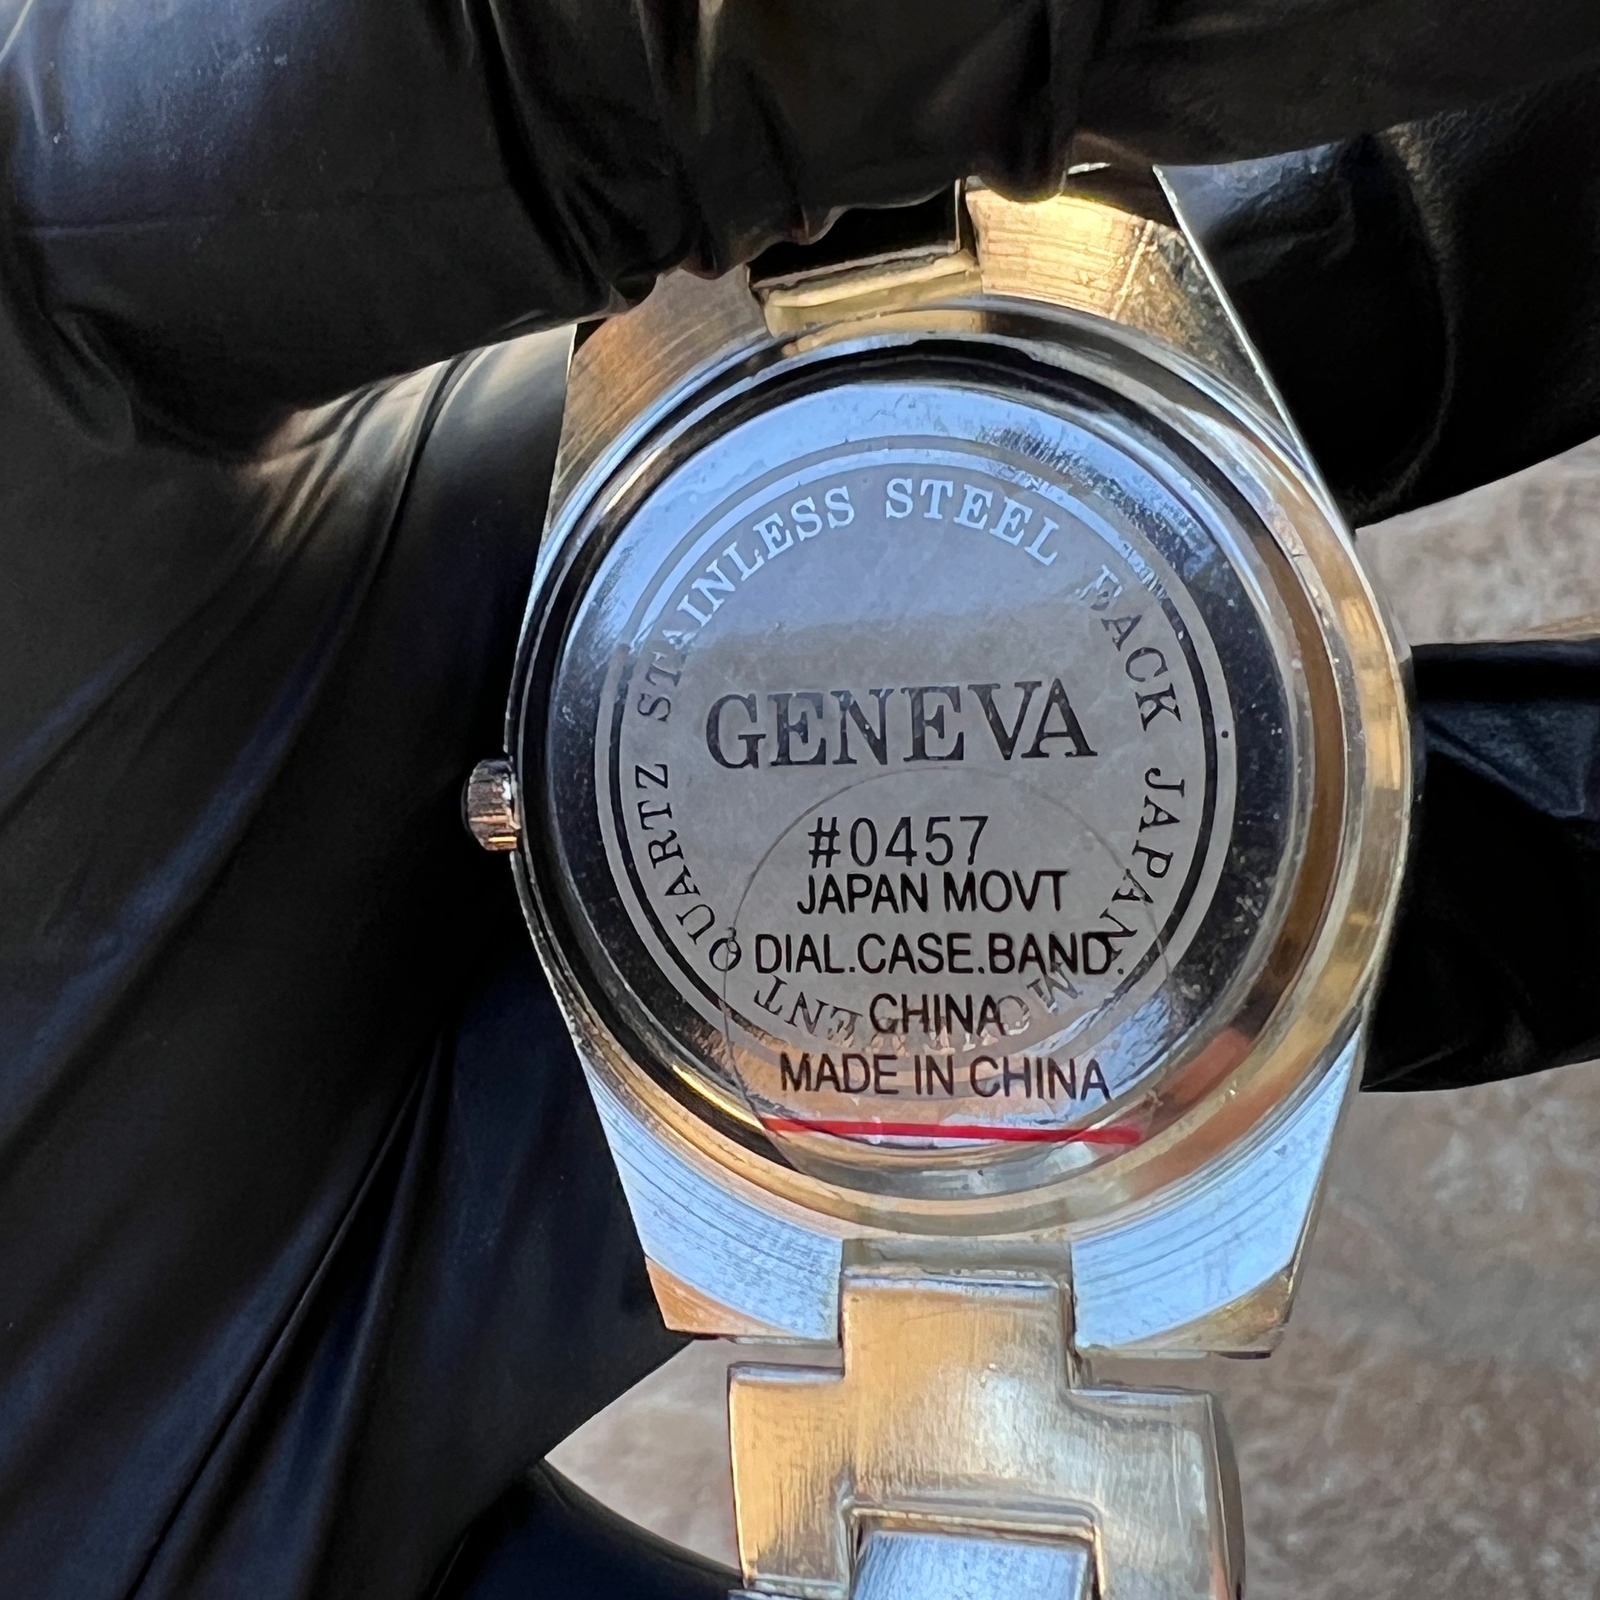 STAINLESS STEEL BACK JAPAN MOVEMENT QUARTZ
GENEVA
#0457
JAPAN MOVT
DIAL.CASE.BAND.
CHINA
MADE IN CHINA